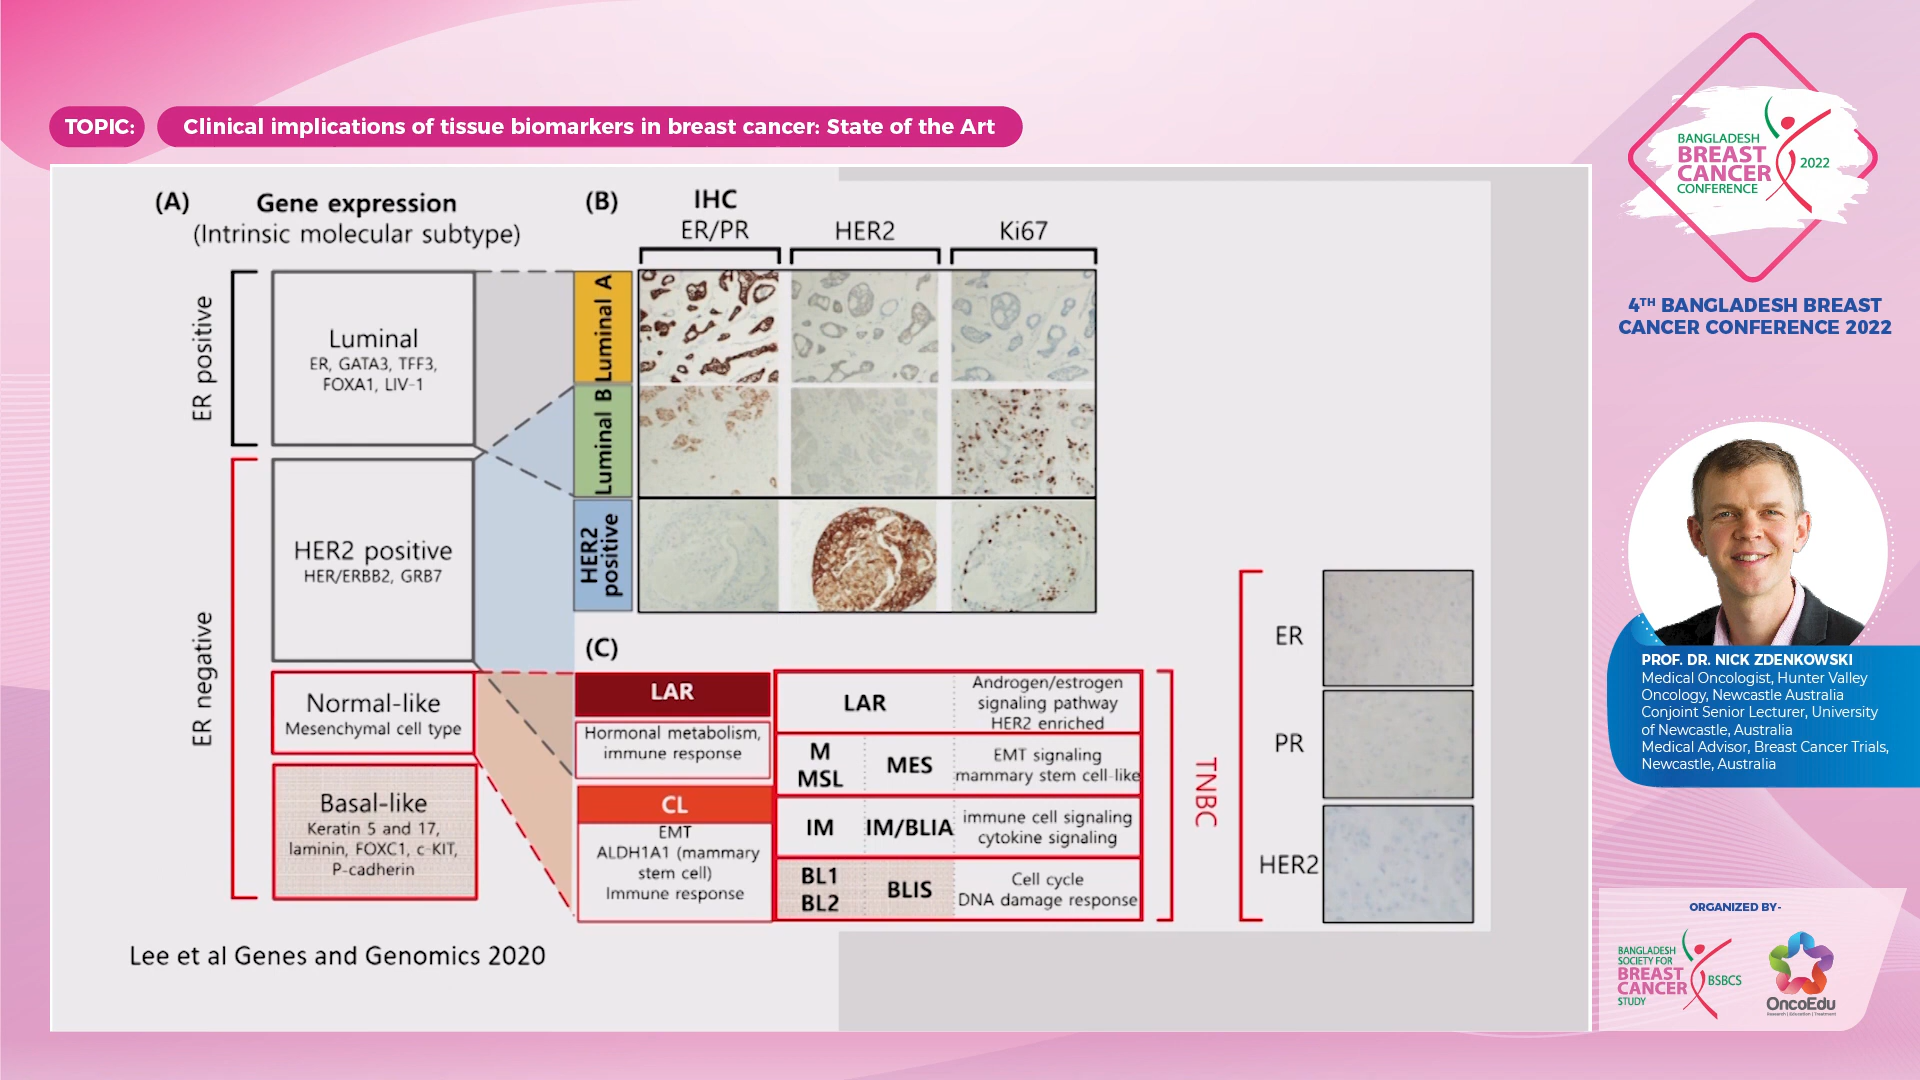 TOPIC:
Clinical implications of tissue biomarkers in breast cancer: State of the Art
(A)
Gene expression
(Intrinsic molecular subtype)
ER positive
Luminal
ER, GATA3, TFF3,
FOXA1, LIV-1
ER negative
HER2 positive
HER/ERBB2, GRB7
Normal-like
Mesenchymal cell type
Basal-like
Keratin 5 and 17,
laminin, FOXC1, c-KIT,
P-cadherin
(B)
IHC
ER/PR
HER2
Ki67
Luminal A
Luminal B
HER2
positive
(C)
LAR
Hormonal metabolism,
immune response
CL
EMT
ALDH1A1 (mammary
stem cell)
Immune response
LAR
Androgen/estrogen
signaling pathway
HER2 enriched
M
MSL
MES
EMT signaling
mammary stem cell-like
IM
IM/BLIA
immune cell signaling
cytokine signaling
BL1
BL2
BLIS
Cell cycle
DNA damage response
TNBC
ER
PR
HER2
Lee et al Genes and Genomics 2020
BANGLADESH
BREAST
CANCER
CONFERENCE
2022
4TH BANGLADESH BREAST
CANCER CONFERENCE 2022
PROF. DR. NICK ZDENKOWSKI
Medical Oncologist, Hunter Valley
Oncology, Newcastle Australia
Conjoint Senior Lecturer, University
of Newcastle, Australia
Medical Advisor, Breast Cancer Trials,
Newcastle, Australia
ORGANIZED BY-
BANGLADESH
SOCIETY FOR
BREAST
CANCER
STUDY
BSBCS
OncoEdu
Research | Education | Treatment